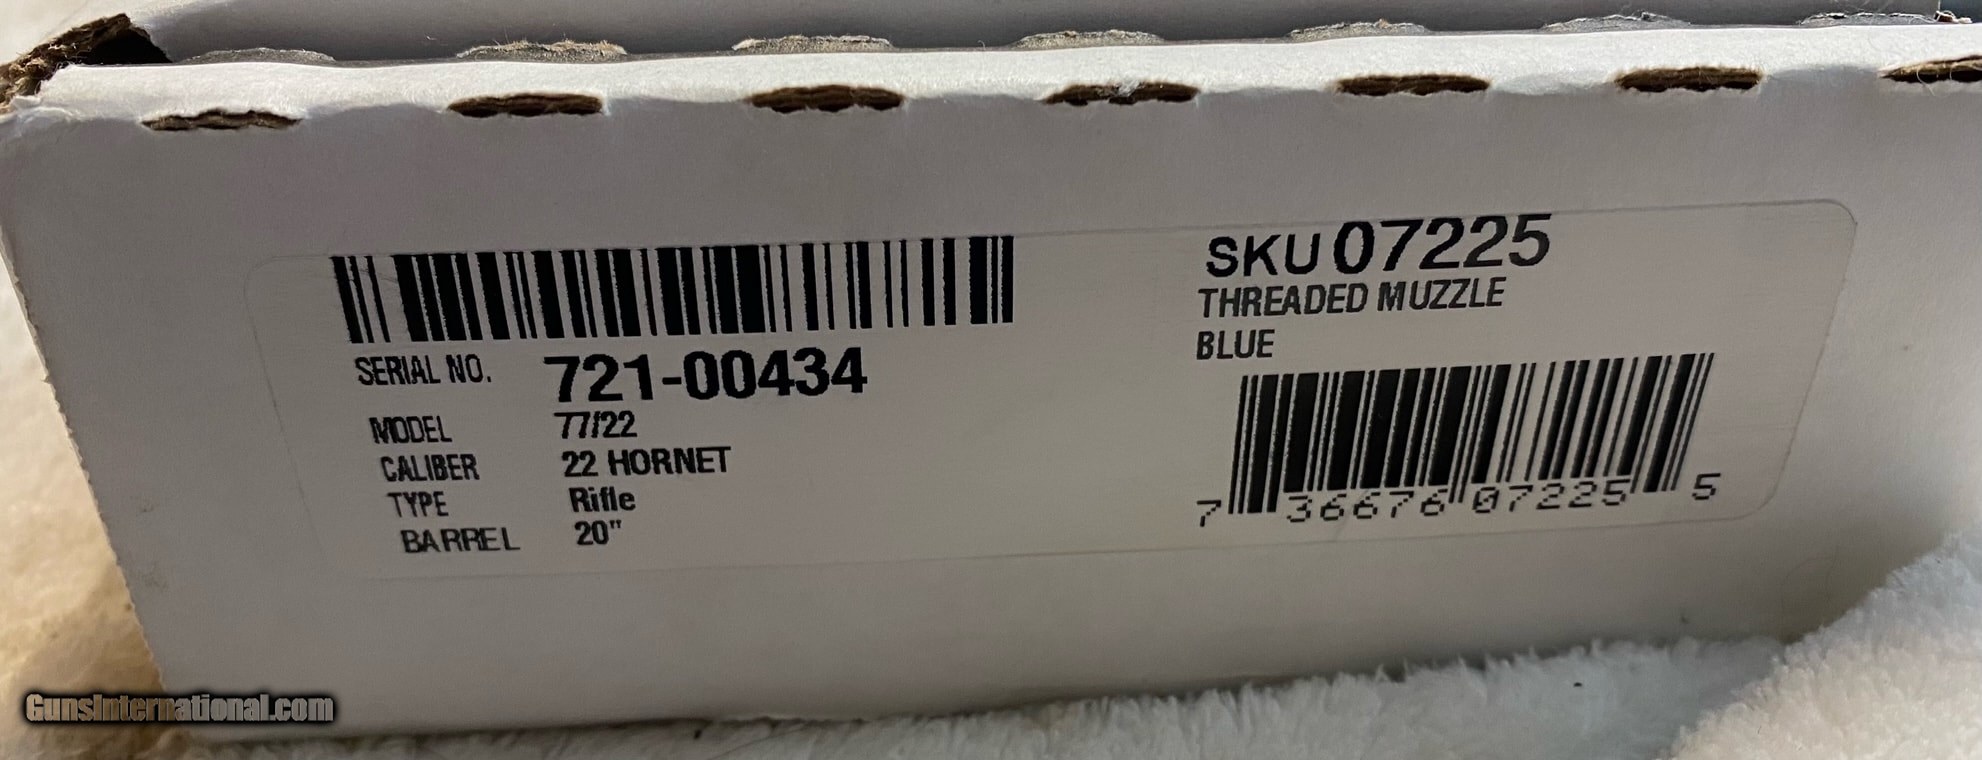 SERIAL NO. 721-00434
MODEL 77/22
CALIBER 22 HORNET
TYPE Rifle
BARREL 20"
SKU 07225
THREADED MUZZLE
BLUE
7 36676 07225 5
GunsInternational.com